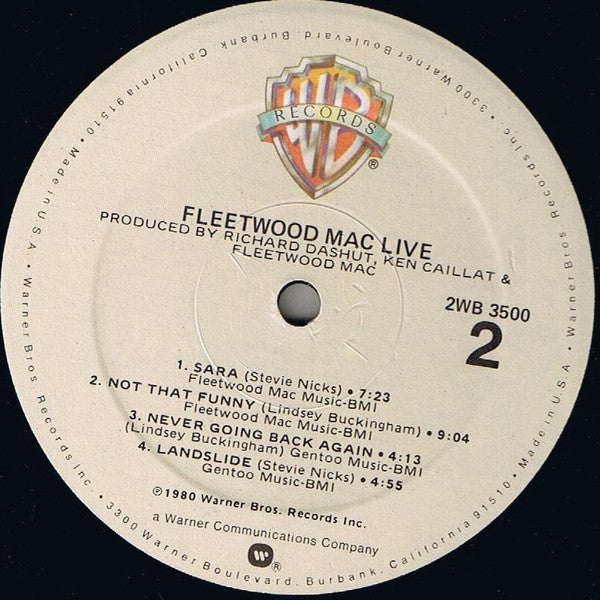 WB
RECORDS
®
FLEETWOOD MAC LIVE
PRODUCED BY RICHARD DASHUT, KEN CAILLAT &
FLEETWOOD MAC
2WB 3500
2
1. SARA (Stevie Nicks) • 7:23
Fleetwood Mac Music-BMI
2. NOT THAT FUNNY (Lindsey Buckingham) • 9:04
Fleetwood Mac Music-BMI
3. NEVER GOING BACK AGAIN • 4:13
(Lindsey Buckingham) Gentoo Music-BMI
4. LANDSLIDE (Stevie Nicks) • 4:55
Gentoo Music-BMI
℗1980 Warner Bros. Records Inc.
a Warner Communications Company
W®
• Warner Bros. Records Inc. • 3300 Warner Boulevard, Burbank, California 91510 • Made in U.S.A. • Warner Bros. Records Inc. • 3300 Warner Boulevard, Burbank, California 91510 • Made in U.S.A.